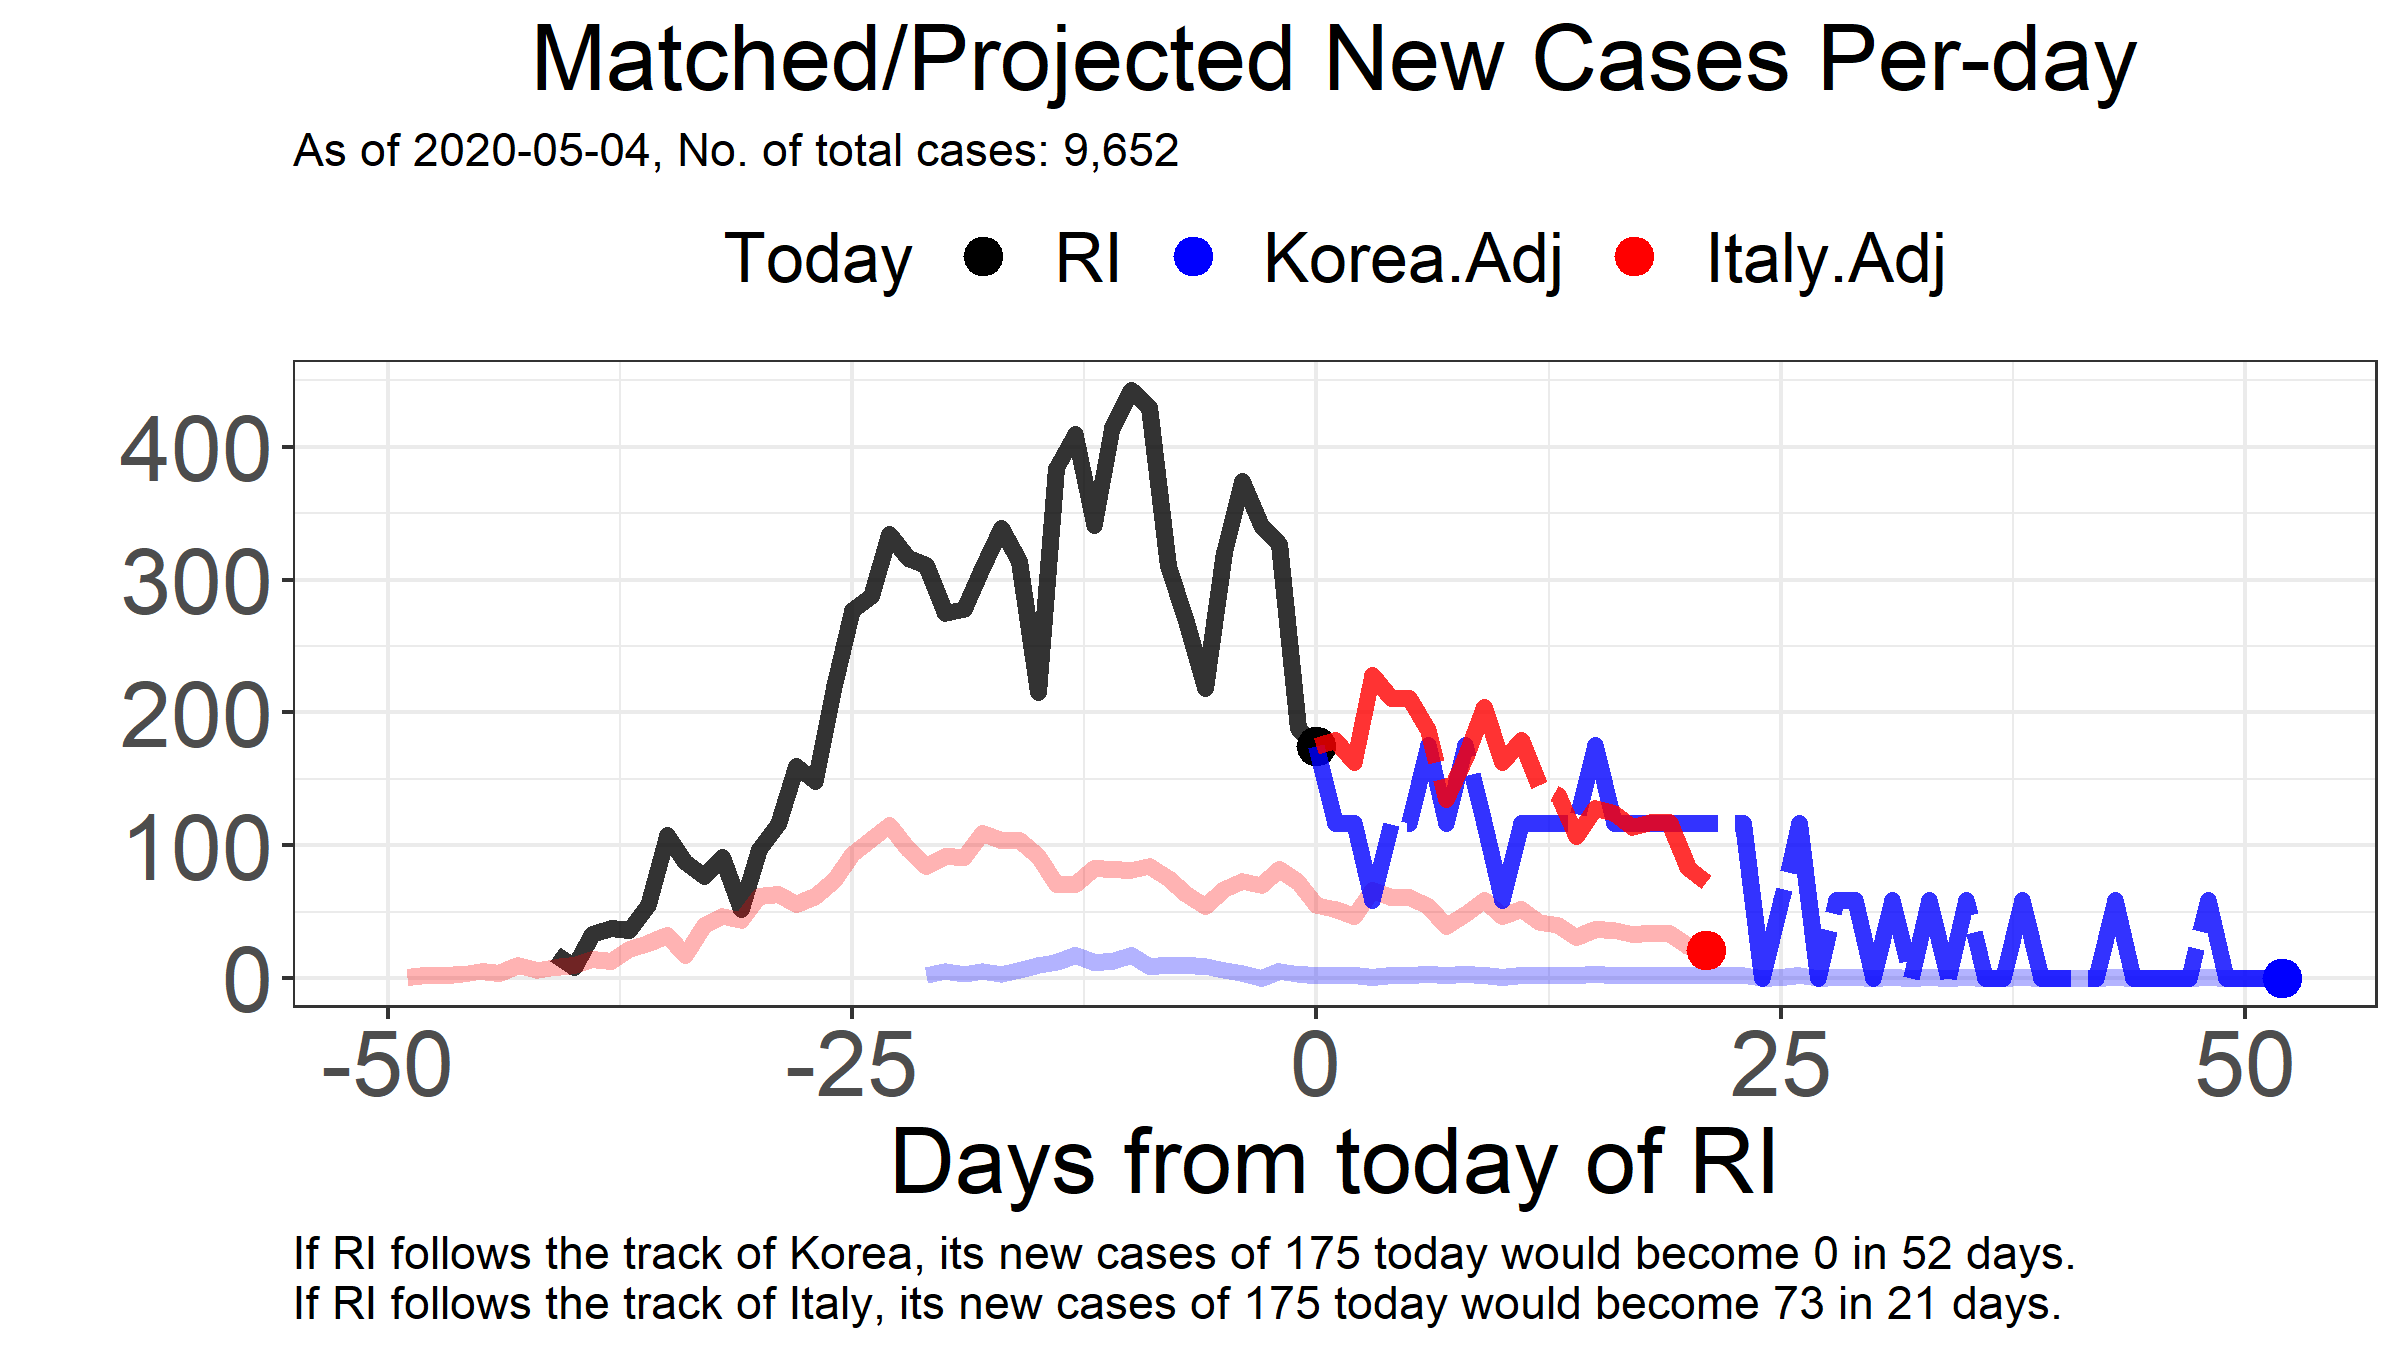 Matched/Projected New Cases Per-day
As of 2020-05-04, No. of total cases: 9,652
Today RI Korea.Adj Italy.Adj
400
300
200
100
0
-50 -25 0 25 50
Days from today of RI
If RI follows the track of Korea, its new cases of 175 today would become 0 in 52 days.
If RI follows the track of Italy, its new cases of 175 today would become 73 in 21 days.